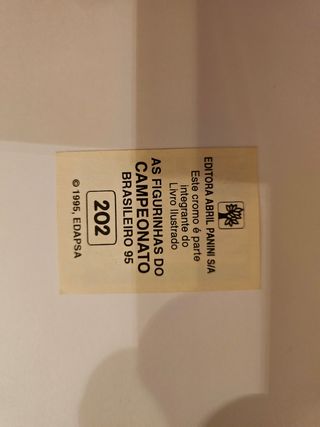 EDITORA ABRIL PANINI S/A
Este cromo é parte
integrante do
Livro Ilustrado
AS FIGURINHAS DO
CAMPEONATO
BRASILEIRO 95
202
© 1995, EDAPSA